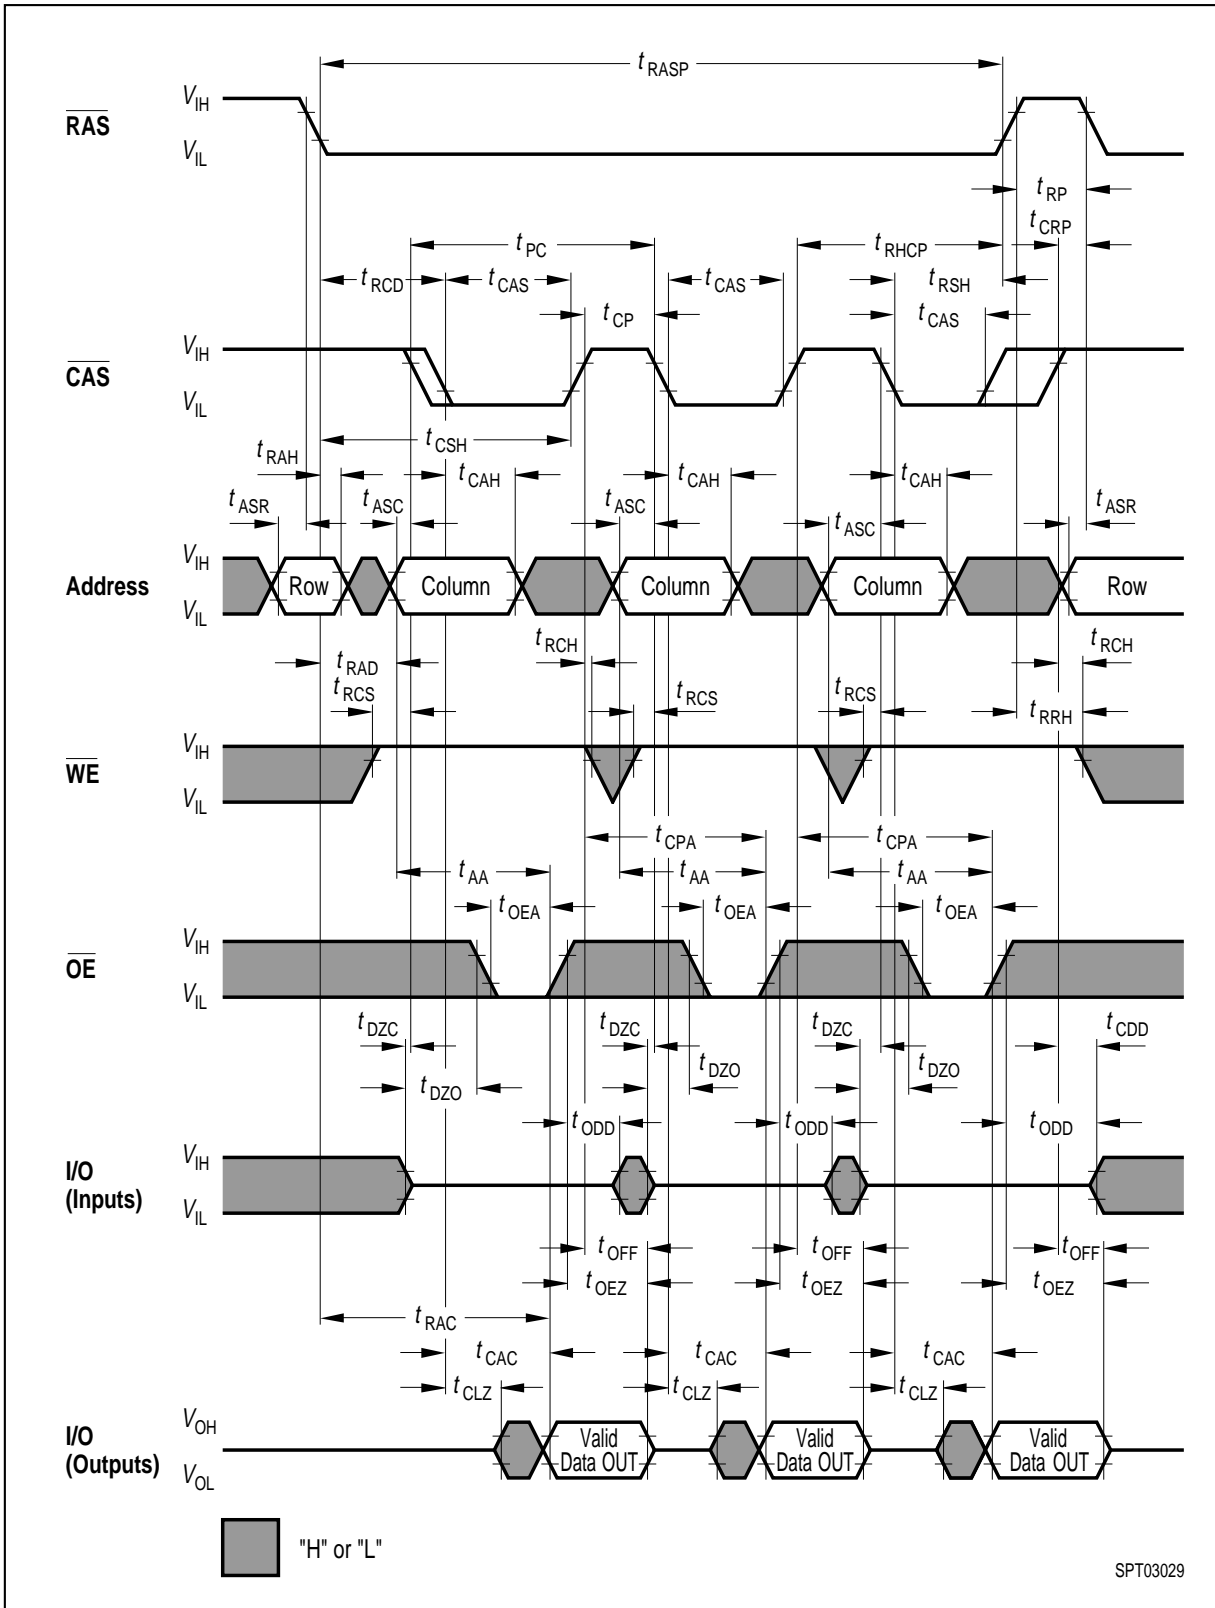 tRASP
RAS
VIH
VIL
tRP
tCRP
tPC
tRHCP
tRCD
tCAS
tCAS
tRSH
tCP
tCAS
CAS
VIH
VIL
tCSH
tRAH
tCAH
tCAH
tCAH
tASR
tASC
tASC
tASC
tASR
Address
VIH
VIL
Row
Column
Column
Column
Row
tRAD
tRCH
tRCH
tRCS
tRCS
tRCS
tRRH
WE
VIH
VIL
tCPA
tCPA
tAA
tAA
tAA
tOEA
tOEA
tOEA
OE
VIH
VIL
tDZC
tDZC
tDZC
tCDD
tDZO
tDZO
tDZO
tODD
tODD
tODD
I/O
(Inputs)
VIH
VIL
tOFF
tOFF
tOFF
tOEZ
tOEZ
tOEZ
tRAC
tCAC
tCAC
tCAC
tCLZ
tCLZ
tCLZ
I/O
(Outputs)
VOH
VOL
Valid
Data OUT
Valid
Data OUT
Valid
Data OUT
"H" or "L"
SPT03029